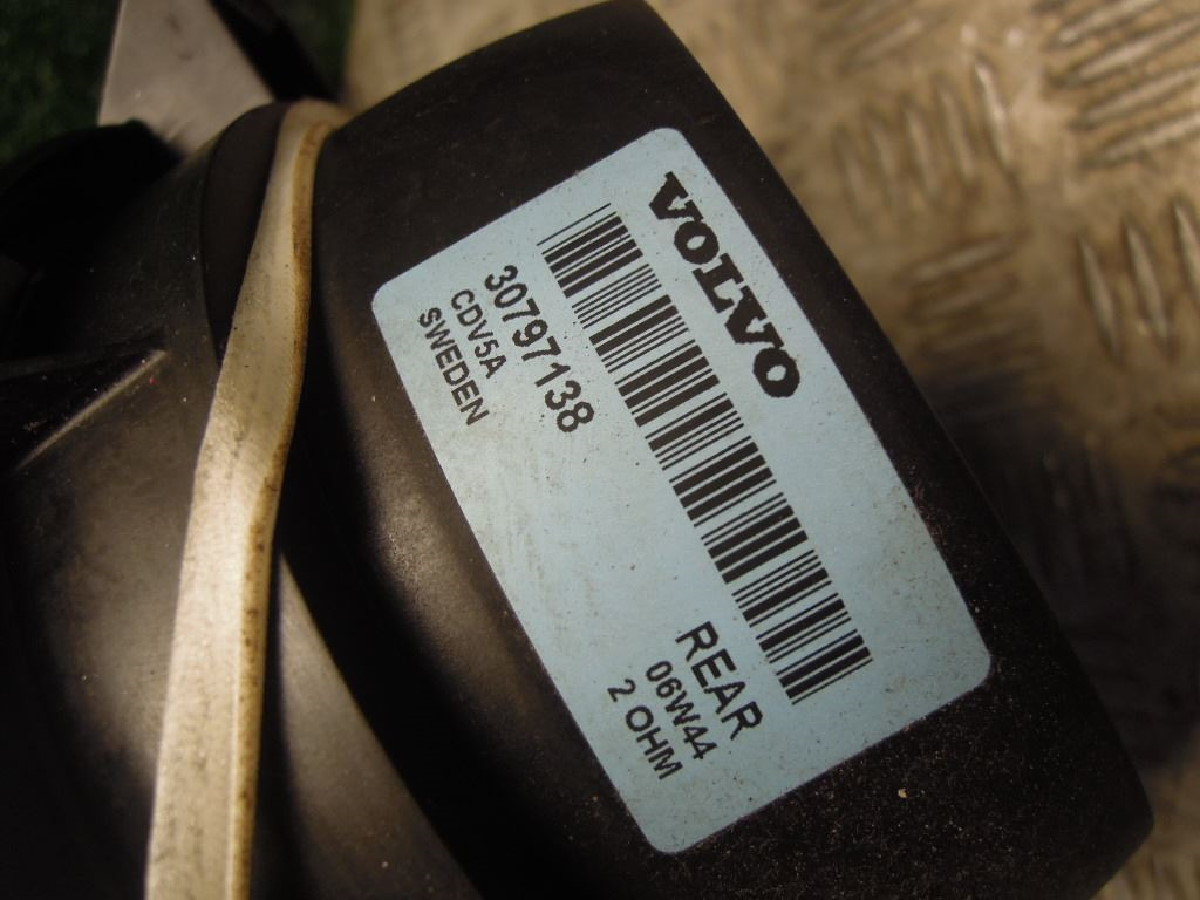 VOLVO
30797138
CDV5A
SWEDEN
REAR
06W44
2 OHM